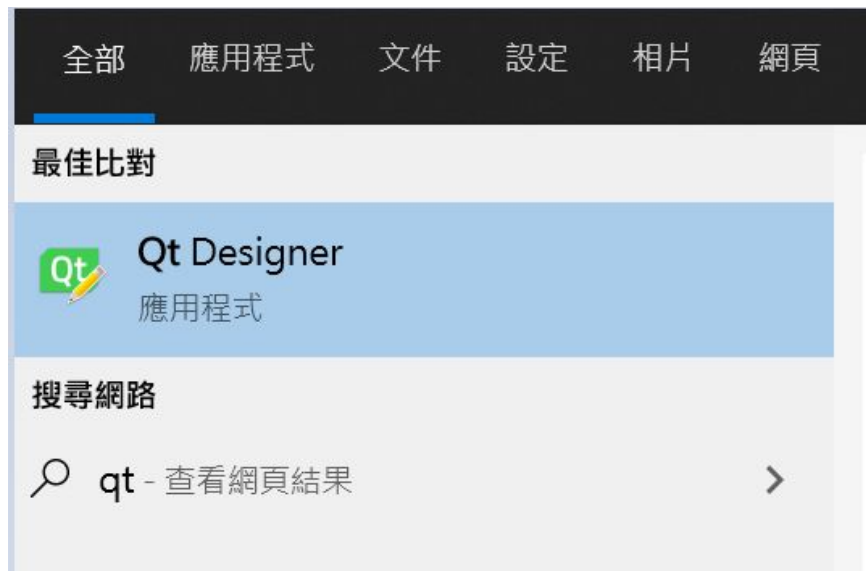 全部 應用程式 文件 設定 相片 網頁
最佳比對
Qt
Qt Designer
應用程式
搜尋網路
qt - 查看網頁結果